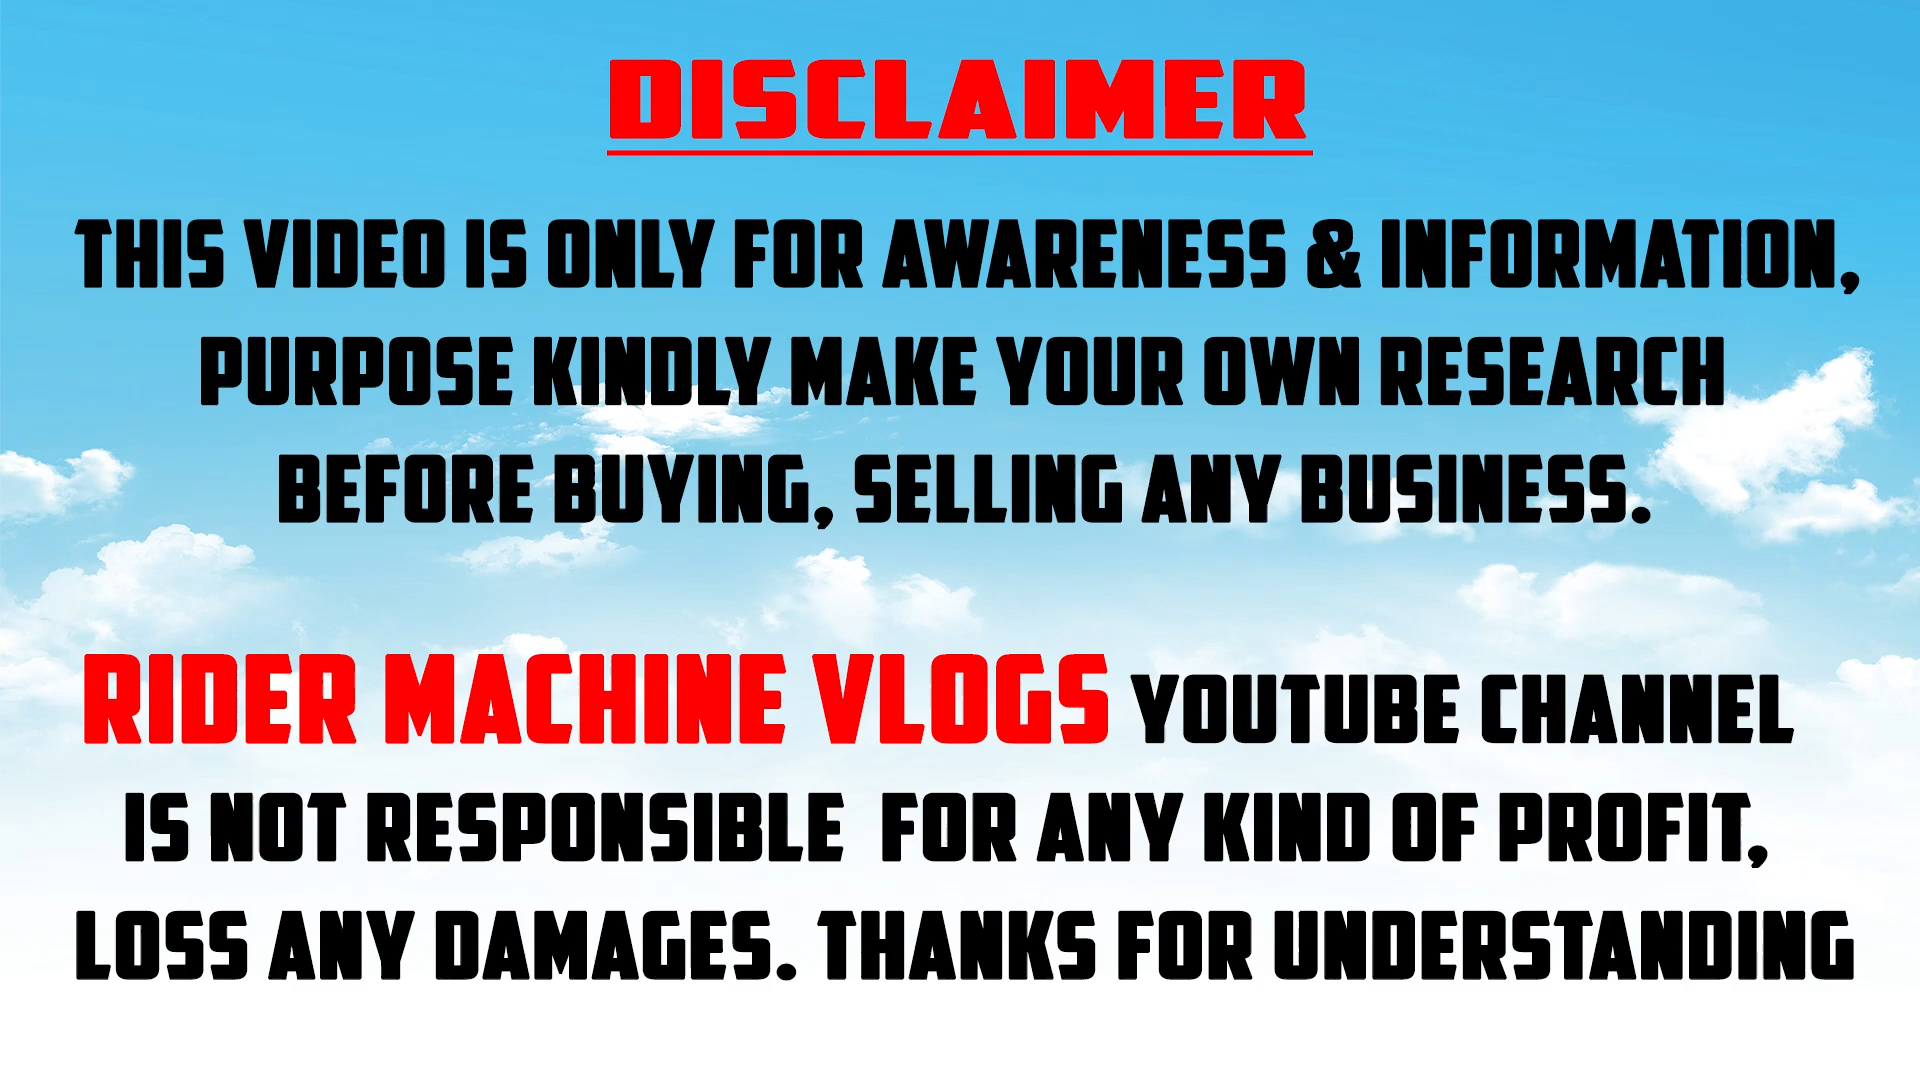 DISCLAIMER
THIS VIDEO IS ONLY FOR AWARENESS & INFORMATION,
PURPOSE KINDLY MAKE YOUR OWN RESEARCH
BEFORE BUYING, SELLING ANY BUSINESS.
RIDER MACHINE VLOGS YOUTUBE CHANNEL
IS NOT RESPONSIBLE FOR ANY KIND OF PROFIT,
LOSS ANY DAMAGES. THANKS FOR UNDERSTANDING